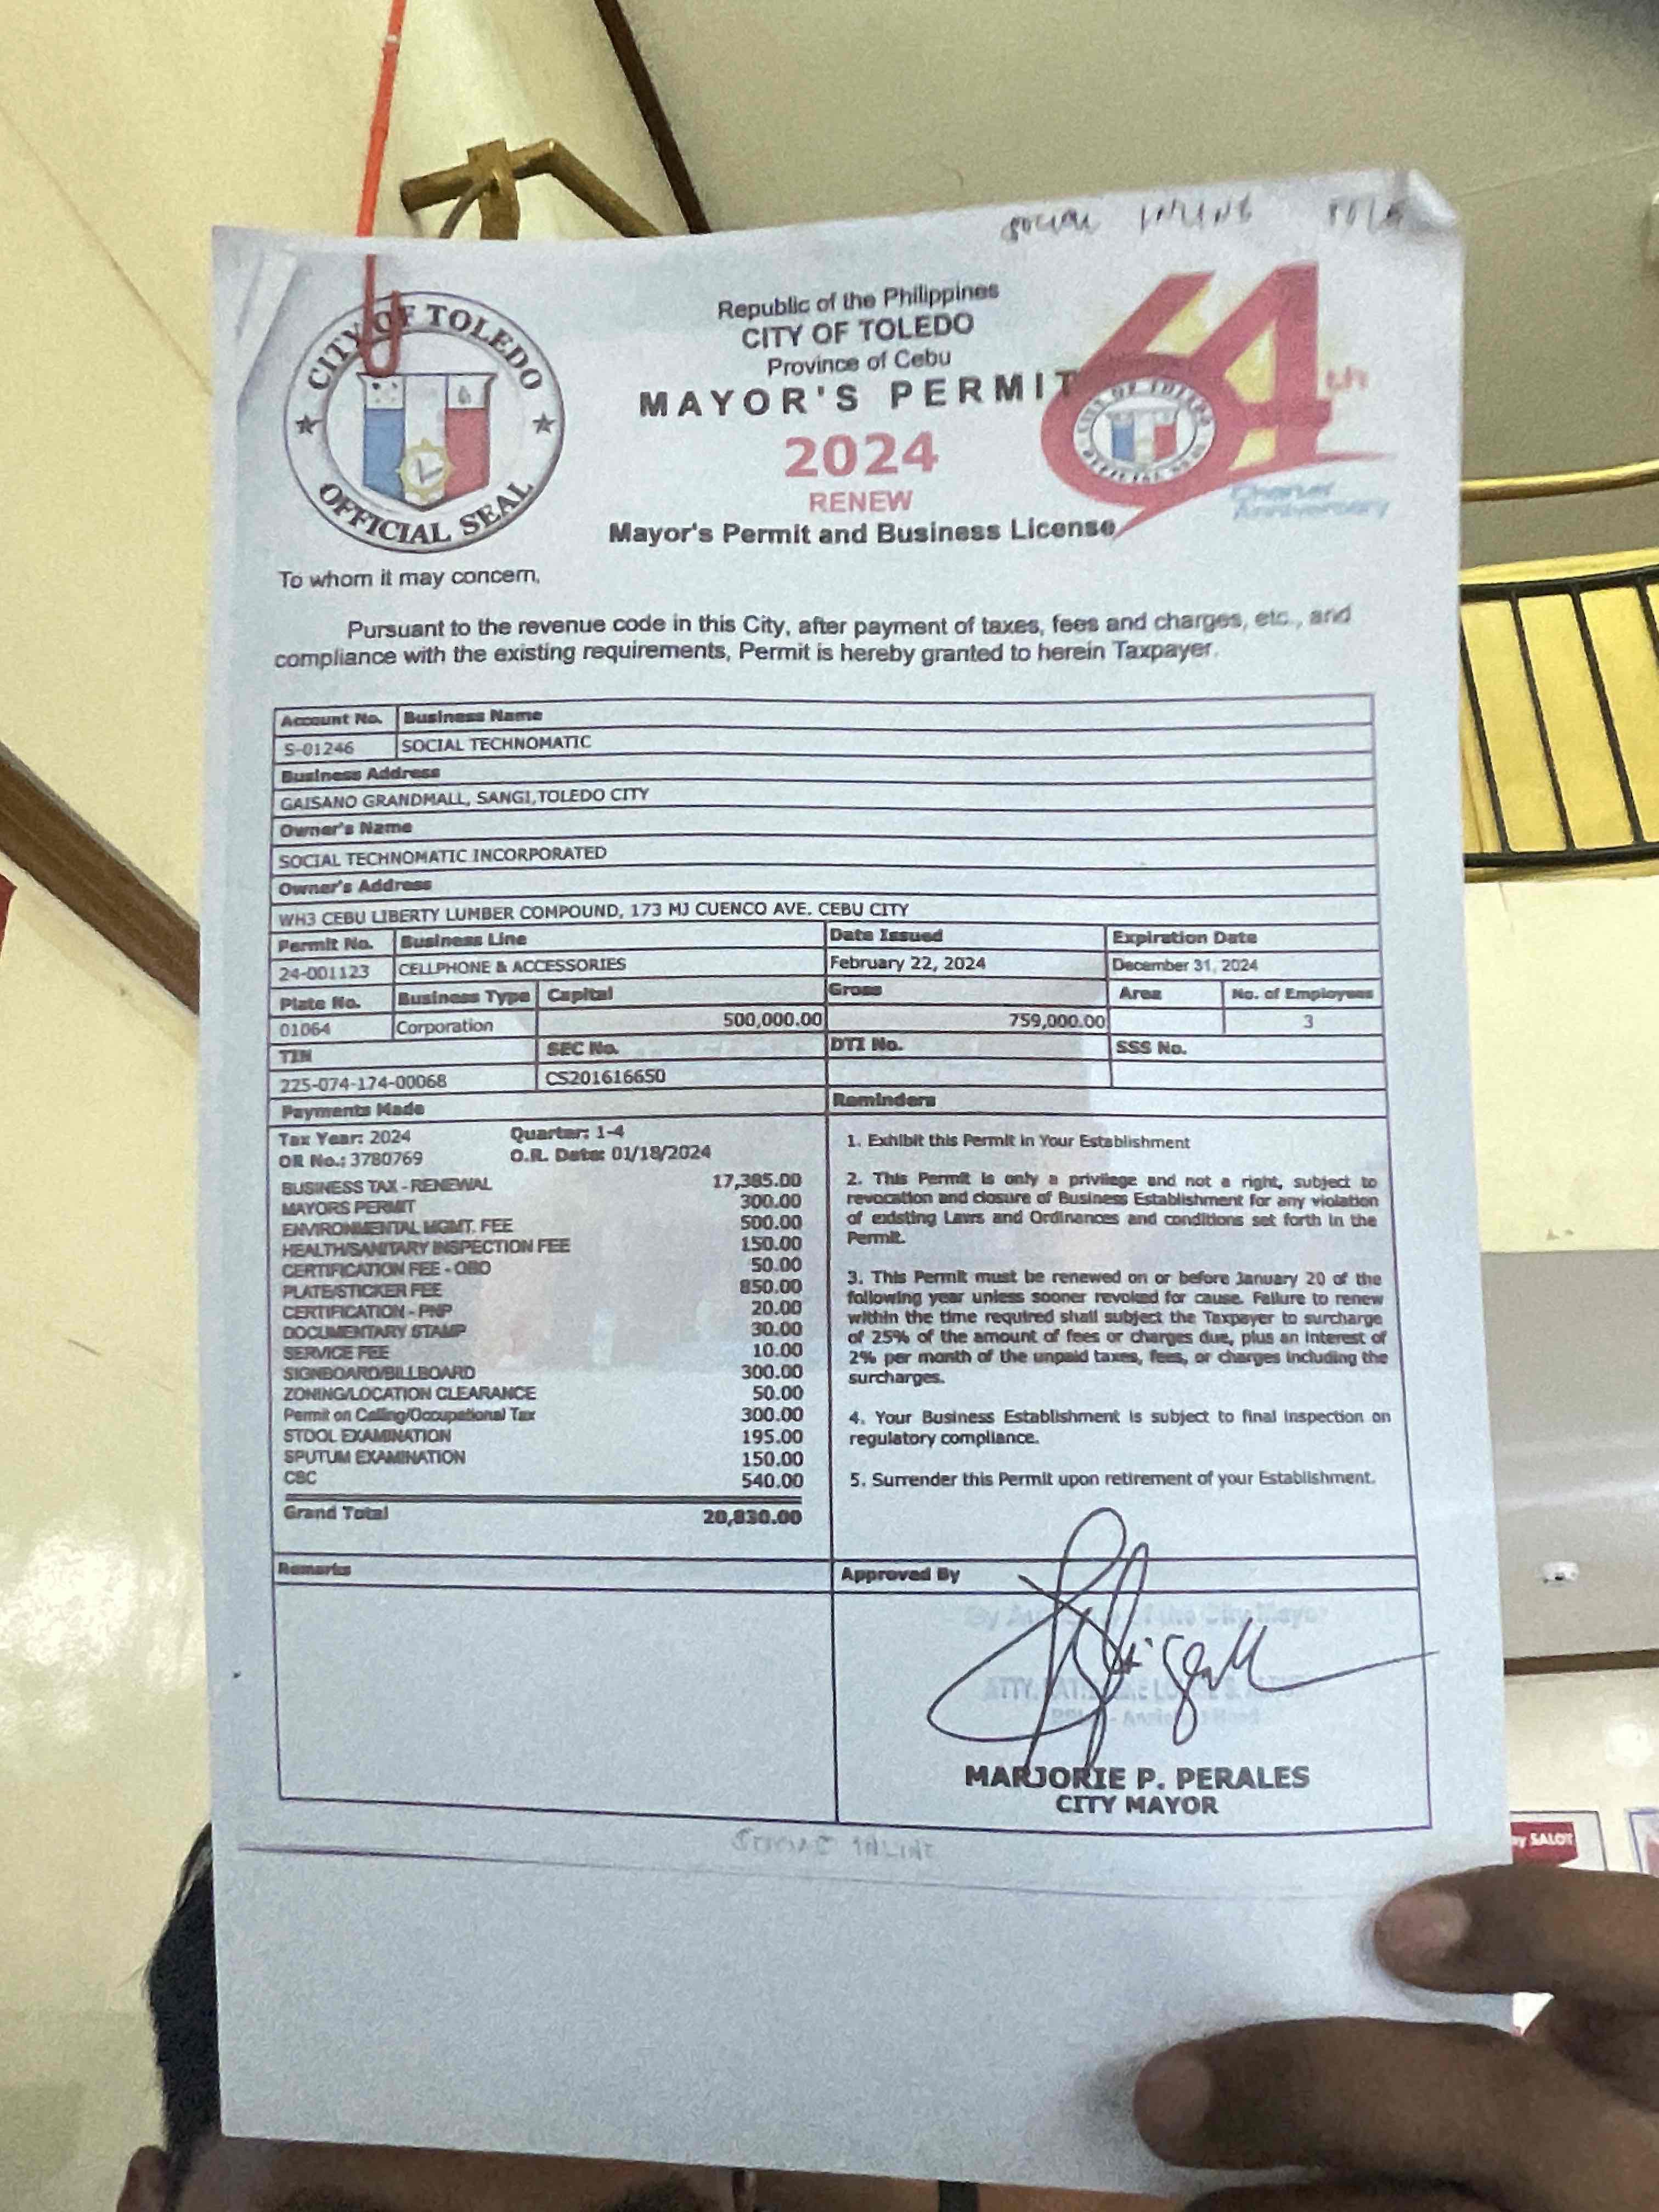 CITY OF TOLEDO
OFFICIAL SEAL
Republic of the Philippines
CITY OF TOLEDO
Province of Cebu
MAYOR'S PERMIT
2024
RENEW
Mayor's Permit and Business License
64th
Charter
Anniversary
To whom it may concern,
Pursuant to the revenue code in this City, after payment of taxes, fees and charges, etc., and
compliance with the existing requirements, Permit is hereby granted to herein Taxpayer.
Account No. Business Name
S-01246 SOCIAL TECHNOMATIC
Business Address
GAISANO GRANDMALL, SANGI,TOLEDO CITY
Owner's Name
SOCIAL TECHNOMATIC INCORPORATED
Owner's Address
WH3 CEBU LIBERTY LUMBER COMPOUND, 173 MJ CUENCO AVE. CEBU CITY
Permit No. Business Line Date Issued Expiration Date
24-001123 CELLPHONE & ACCESSORIES February 22, 2024 December 31, 2024
Plate No. Business Type Capital Gross Area No. of Employees
01064 Corporation 500,000.00 759,000.00 3
TIN SEC No. DTI No. SSS No.
225-074-174-00068 CS201616650
Payments Made Reminders
Tax Year: 2024 Quarter: 1-4
OR No.: 3780769 O.R. Date: 01/18/2024
BUSINESS TAX - RENEWAL 17,385.00
MAYORS PERMIT 300.00
ENVIRONMENTAL MGMT. FEE 500.00
HEALTH/SANITARY INSPECTION FEE 150.00
CERTIFICATION FEE - OBO 50.00
PLATE/STICKER FEE 850.00
CERTIFICATION - PNP 20.00
DOCUMENTARY STAMP 30.00
SERVICE FEE 10.00
SIGNBOARD/BILLBOARD 300.00
ZONING/LOCATION CLEARANCE 50.00
Permit on Calling/Occupational Tax 300.00
STOOL EXAMINATION 195.00
SPUTUM EXAMINATION 150.00
CBC 540.00
Grand Total 20,830.00
1. Exhibit this Permit in Your Establishment
2. This Permit is only a privilege and not a right, subject to
revocation and closure of Business Establishment for any violation
of existing Laws and Ordinances and conditions set forth in the
Permit.
3. This Permit must be renewed on or before January 20 of the
following year unless sooner revoked for cause. Failure to renew
within the time required shall subject the Taxpayer to surcharge
of 25% of the amount of fees or charges due, plus an interest of
2% per month of the unpaid taxes, fees, or charges including the
surcharges.
4. Your Business Establishment is subject to final inspection on
regulatory compliance.
5. Surrender this Permit upon retirement of your Establishment.
Remarks Approved By
MARJORIE P. PERALES
CITY MAYOR
SALOT